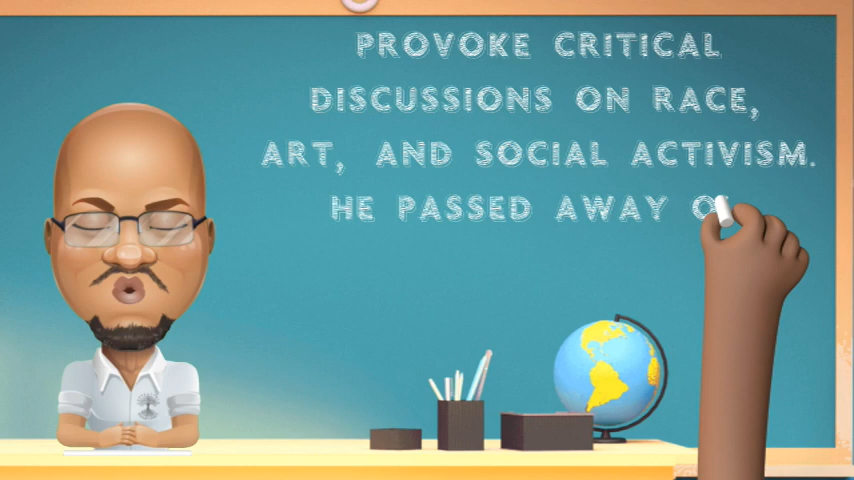 PROVOKE CRITICAL
DISCUSSIONS ON RACE,
ART, AND SOCIAL ACTIVISM.
HE PASSED AWAY